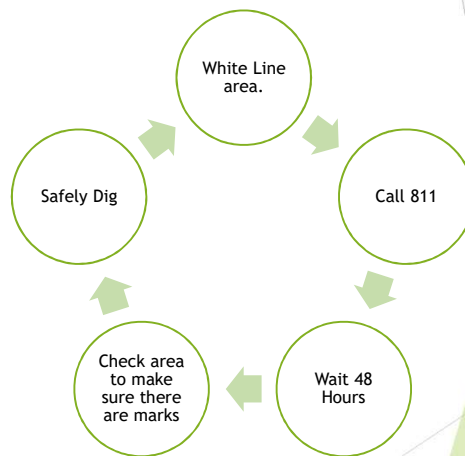 White Line
area.
Call 811
Wait 48
Hours
Check area
to make
sure there
are marks
Safely Dig